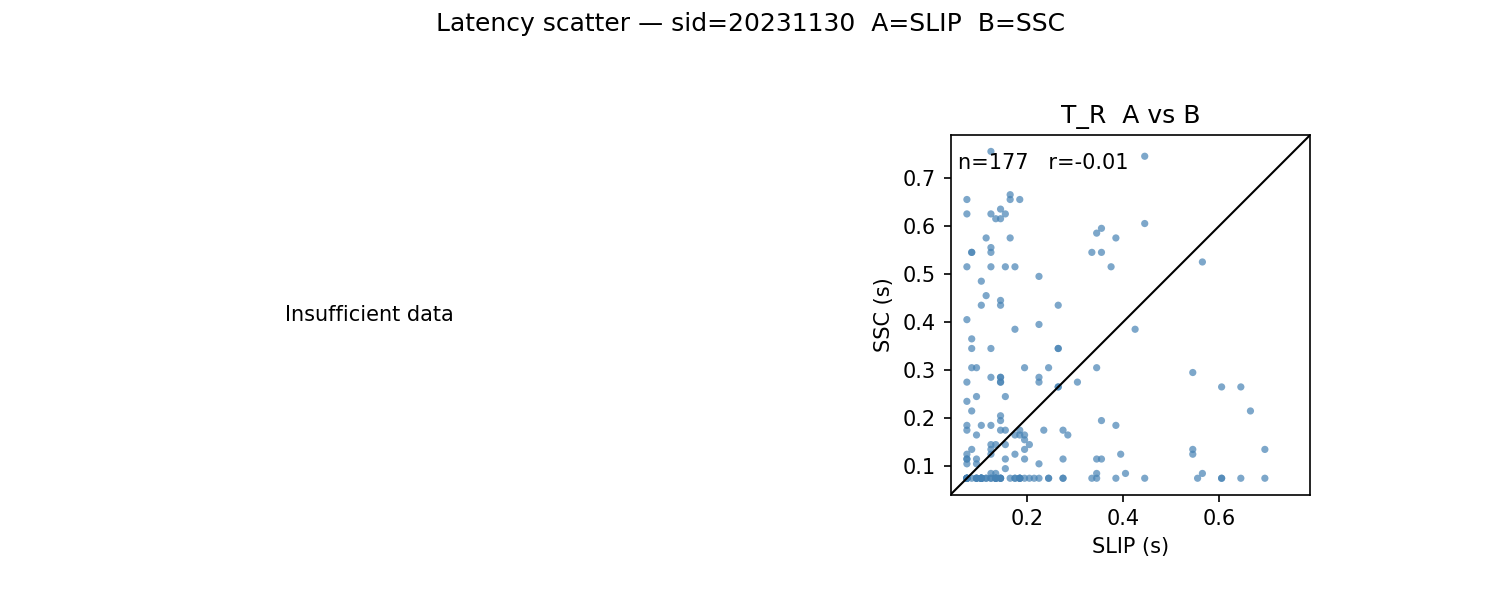 Latency scatter — sid=20231130  A=SLIP  B=SSC
Insufficient data
T_R  A vs B
n=177   r=-0.01
0.7
0.6
0.5
0.4
0.3
0.2
0.1
SSC (s)
0.2
0.4
0.6
SLIP (s)